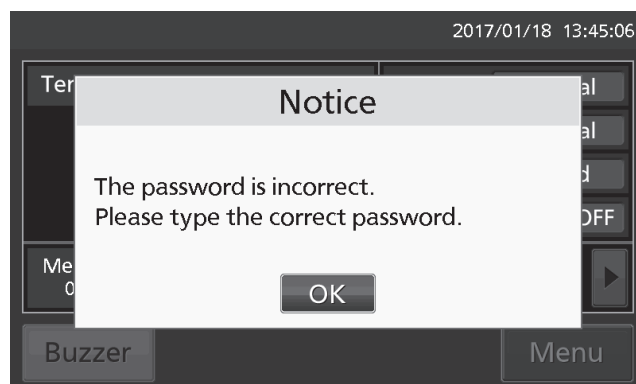 2017/01/18 13:45:06
Notice
The password is incorrect.
Please type the correct password.
OK
OFF
Buzzer
Menu